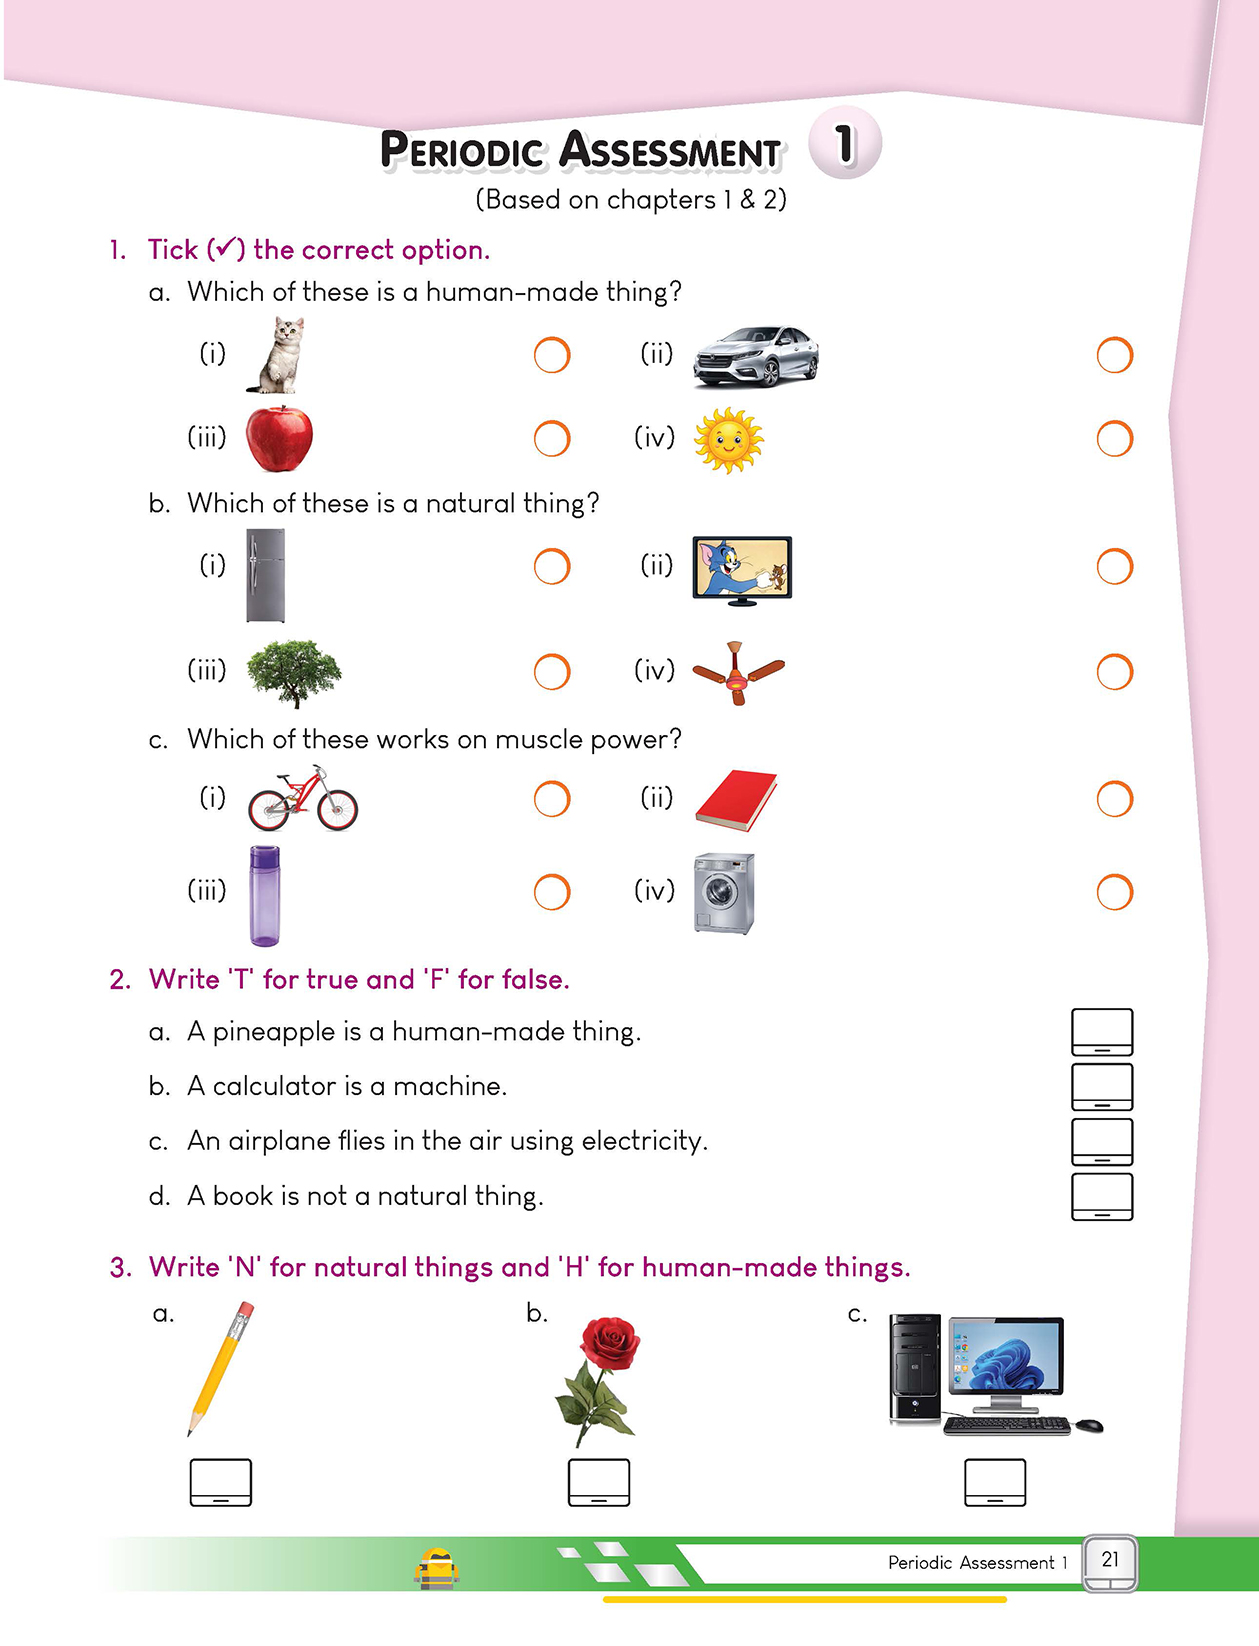 PERIODIC ASSESSMENT 1
(Based on chapters 1 & 2)
1. Tick (✓) the correct option.
a. Which of these is a human-made thing?
(i) (ii)
(iii) (iv)
b. Which of these is a natural thing?
(i) (ii)
(iii) (iv)
c. Which of these works on muscle power?
(i) (ii)
(iii) (iv)
2. Write 'T' for true and 'F' for false.
a. A pineapple is a human-made thing.
b. A calculator is a machine.
c. An airplane flies in the air using electricity.
d. A book is not a natural thing.
3. Write 'N' for natural things and 'H' for human-made things.
a. b. c.
Periodic Assessment 1 21